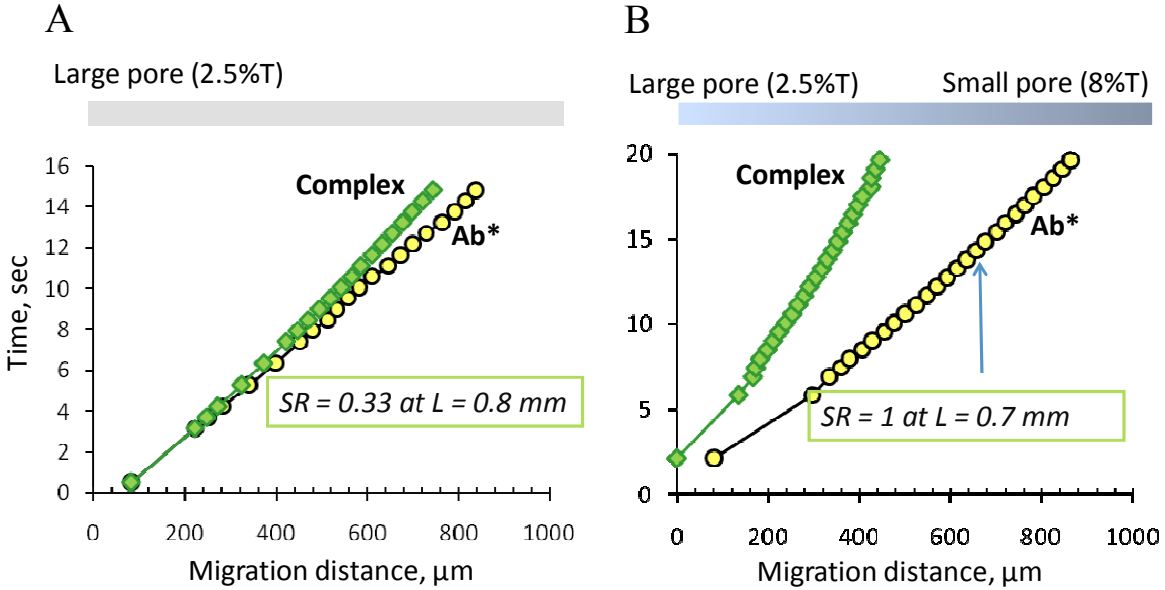 A
Large pore (2.5%T)
Time, sec
16
14
12
10
8
6
4
2
0
Complex
Ab*
SR = 0.33 at L = 0.8 mm
0 200 400 600 800 1000
Migration distance, µm
B
Large pore (2.5%T) Small pore (8%T)
20
15
10
5
0
Complex
Ab*
SR = 1 at L = 0.7 mm
0 200 400 600 800 1000
Migration distance, µm